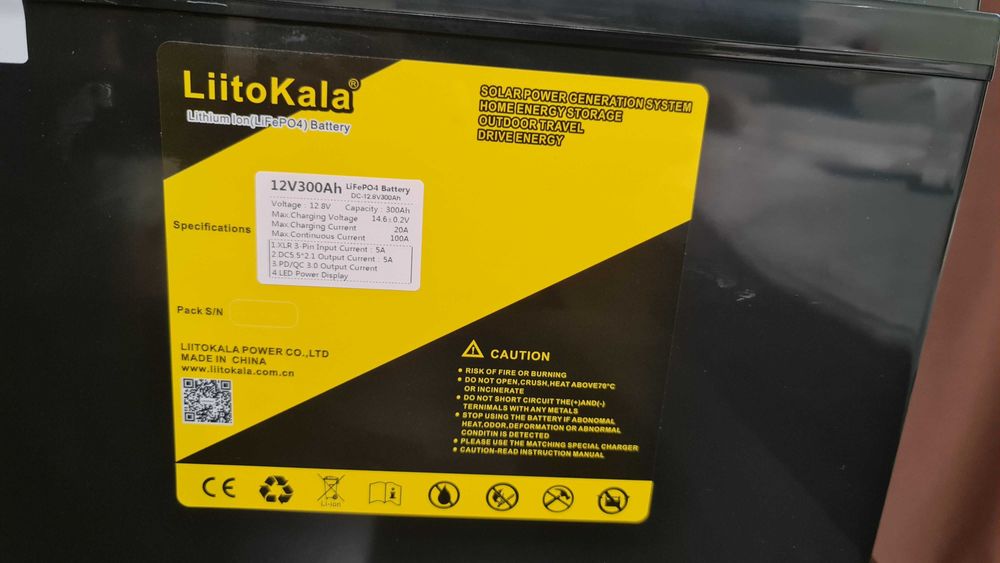 LiitoKala®
Lithium Ion(LiFePO4) Battery
SOLAR POWER GENERATION SYSTEM
HOME ENERGY STORAGE
OUTDOOR TRAVEL
DRIVE ENERGY
Specifications
12V300Ah LiFePO4 Battery
DC-12.8V300Ah
Voltage : 12.8V Capacity : 300Ah
Max.Charging Voltage 14.6±0.2V
Max.Charging Current 20A
Max.Continuous Current 100A
1.XLR 3-Pin Input Current : 5A
2.DC5.5*2.1 Output Current : 5A
3.PD/QC 3.0 Output Current
4.LED Power Display
Pack S/N
LIITOKALA POWER CO.,LTD
MADE IN CHINA
www.liitokala.com.cn
CAUTION
• RISK OF FIRE OR BURNING
• DO NOT OPEN,CRUSH,HEAT ABOVE70°C
OR INCINERATE
• DO NOT SHORT CIRCUIT THE(+)AND(-)
TERNIMALS WITH ANY METALS
• STOP USING THE BATTERY IF ABONOMAL
HEAT,ODOR,DEFORMATION OR ABNORMAL
CONDITIN IS DETECTED
• PLEASE USE THE MATCHING SPECIAL CHARGER
• CAUTION-READ INSTRUCTION MANUAL
CE
Li-Ion